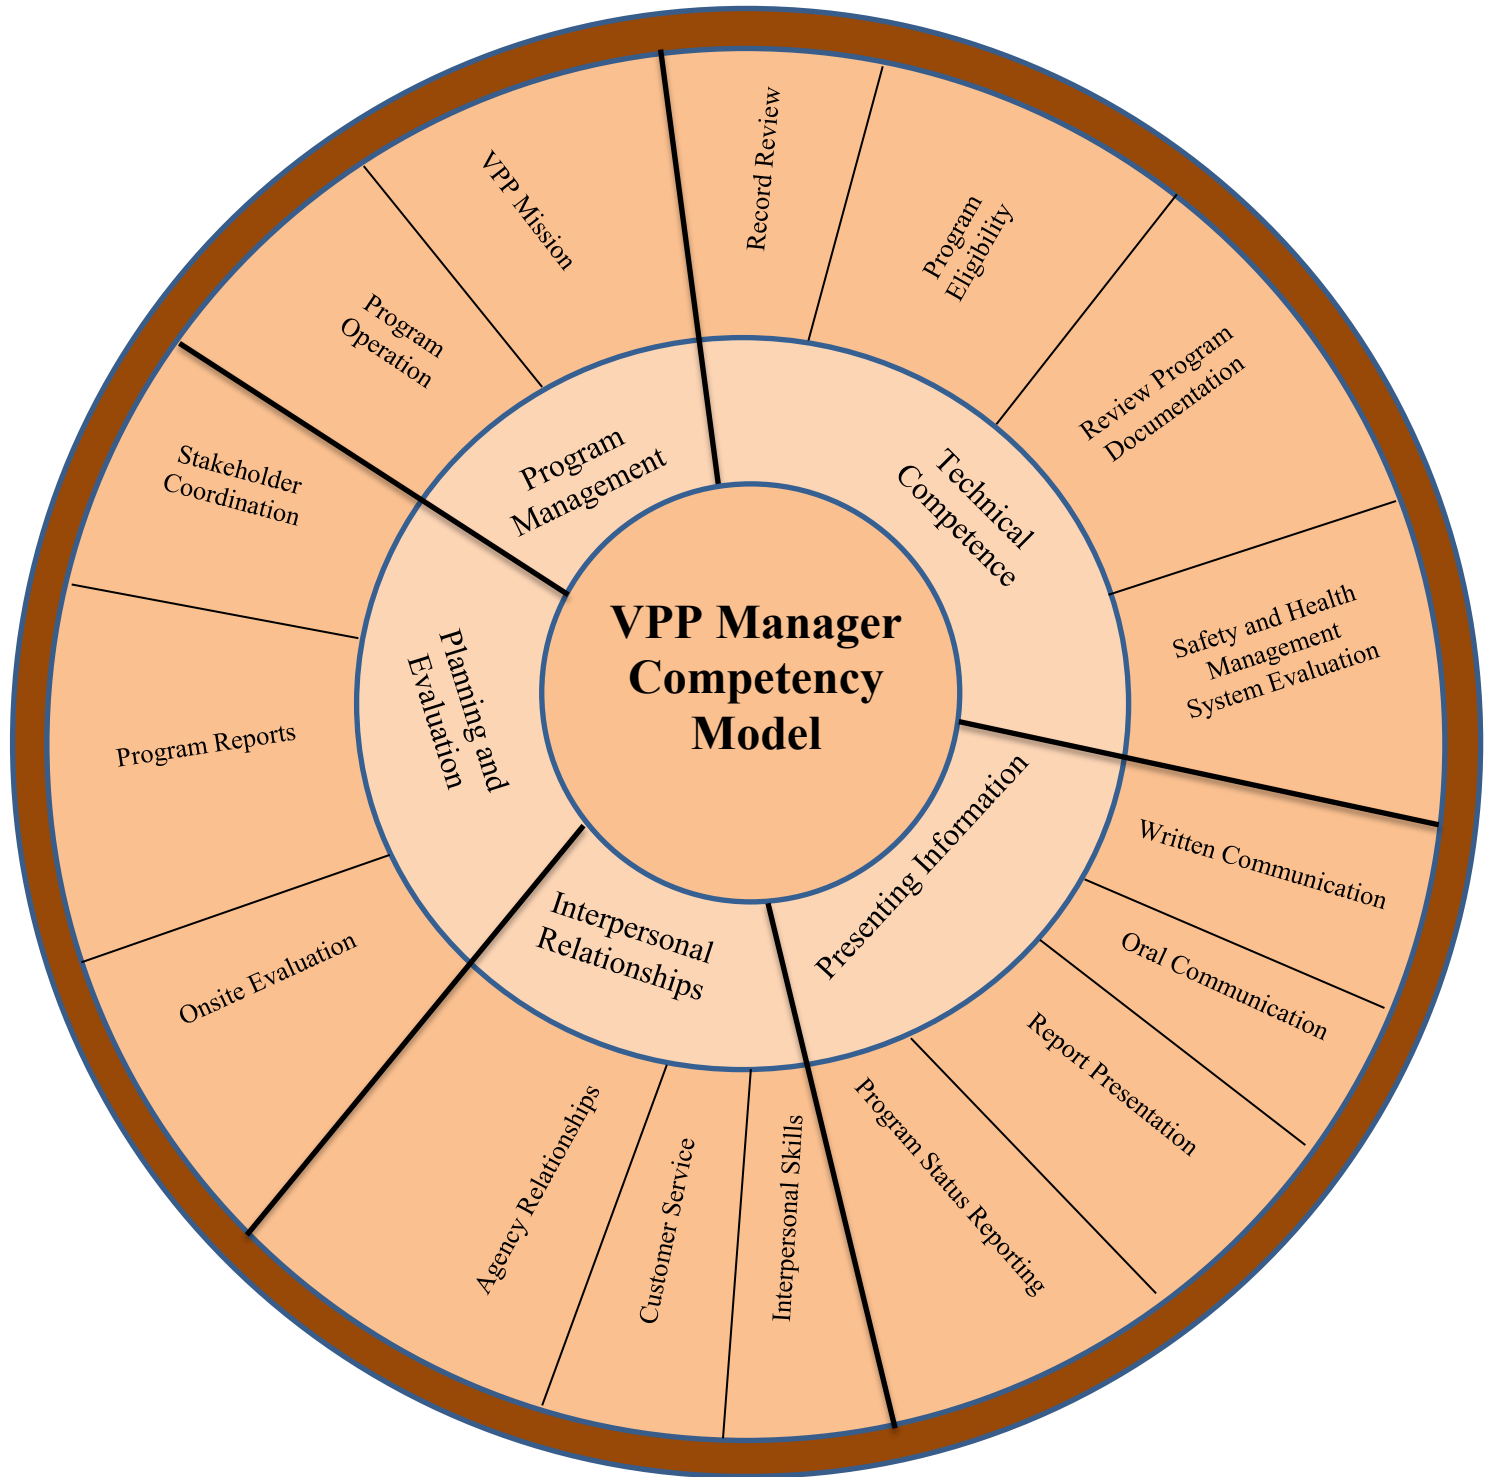 VPP Manager
Competency
Model
Technical
Competence
Record Review
Program
Eligibility
Review Program
Documentation
Safety and Health
Management
System Evaluation
Presenting Information
Written Communication
Oral Communication
Report Presentation
Program Status Reporting
Interpersonal
Relationships
Interpersonal Skills
Customer Service
Agency Relationships
Planning and
Evaluation
Onsite Evaluation
Program Reports
Stakeholder
Coordination
Program
Management
Program
Operation
VPP Mission